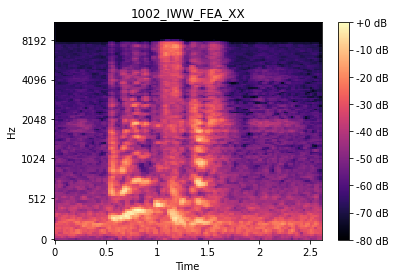 1002_IWW_FEA_XX
+0 dB
8192
-10 dB
4096
-20 dB
-30 dB
2048
Hz
-40 dB
1024
-50 dB
512
-60 dB
-70 dB
0
-80 dB
0 0.5 1 1.5 2 2.5
Time